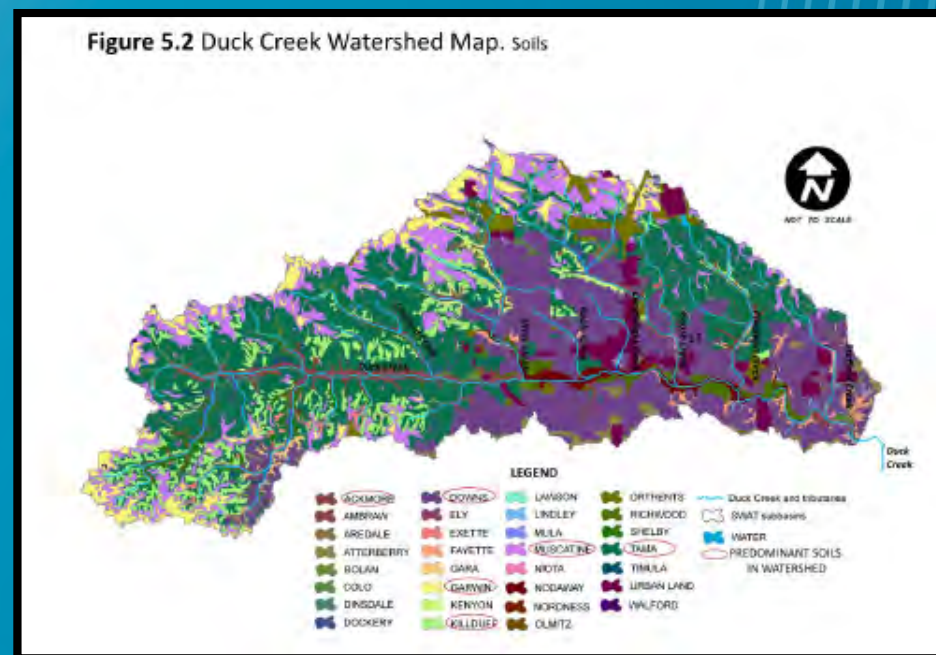 Figure 5.2 Duck Creek Watershed Map. Soils
NOT TO SCALE
N
Duck Creek
Duck
Creek
LEGEND
ACKMORE
AMBRAW
AREDALE
ATTERBERRY
BOLAN
COLO
DINSDALE
DOCKERY
DOWNS
ELY
EXETTE
FAYETTE
GARA
GARWIN
KENYON
KILLDUFF
LAWSON
LINDLEY
MULA
MUSCATINE
NIOTA
NODAWAY
NORDNESS
OLMITZ
ORTHENTS
RICHWOOD
SHELBY
TAMA
TIMULA
URBAN LAND
WALFORD
Duck Creek and tributaries
SWAT subbasins
WATER
PREDOMINANT SOILS
IN WATERSHED